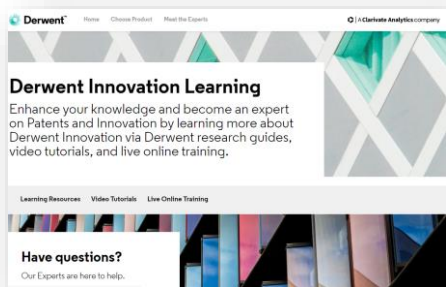 Derwent™
Home Choose Product Meet the Experts
A Clarivate Analytics company
Derwent Innovation Learning
Enhance your knowledge and become an expert
on Patents and Innovation by learning more about
Derwent Innovation via Derwent research guides,
video tutorials, and live online training.
Learning Resources Video Tutorials Live Online Training
Have questions?
Our Experts are here to help.